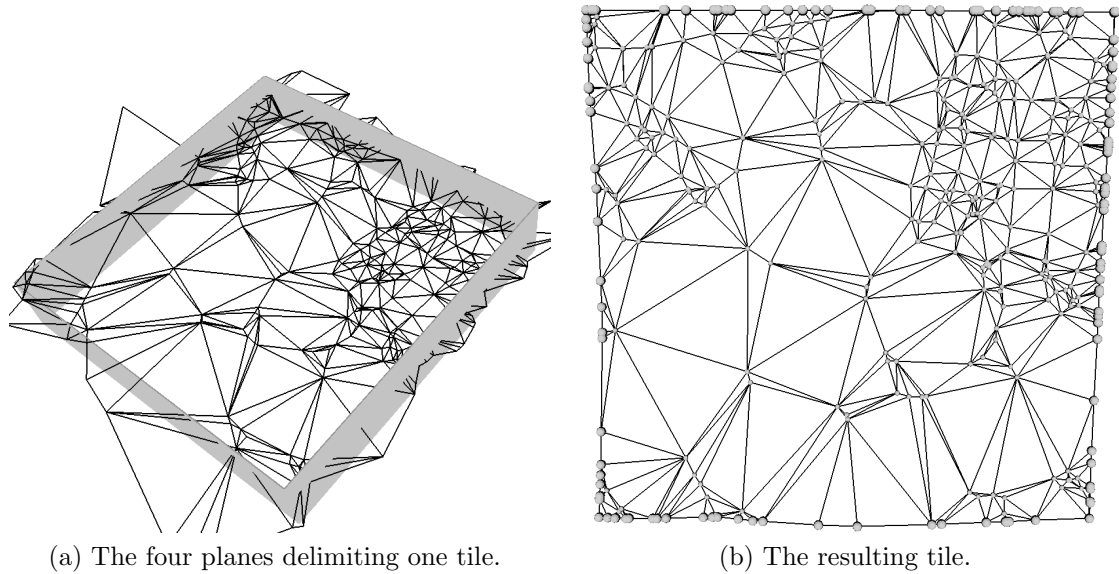 (a) The four planes delimiting one tile.
(b) The resulting tile.